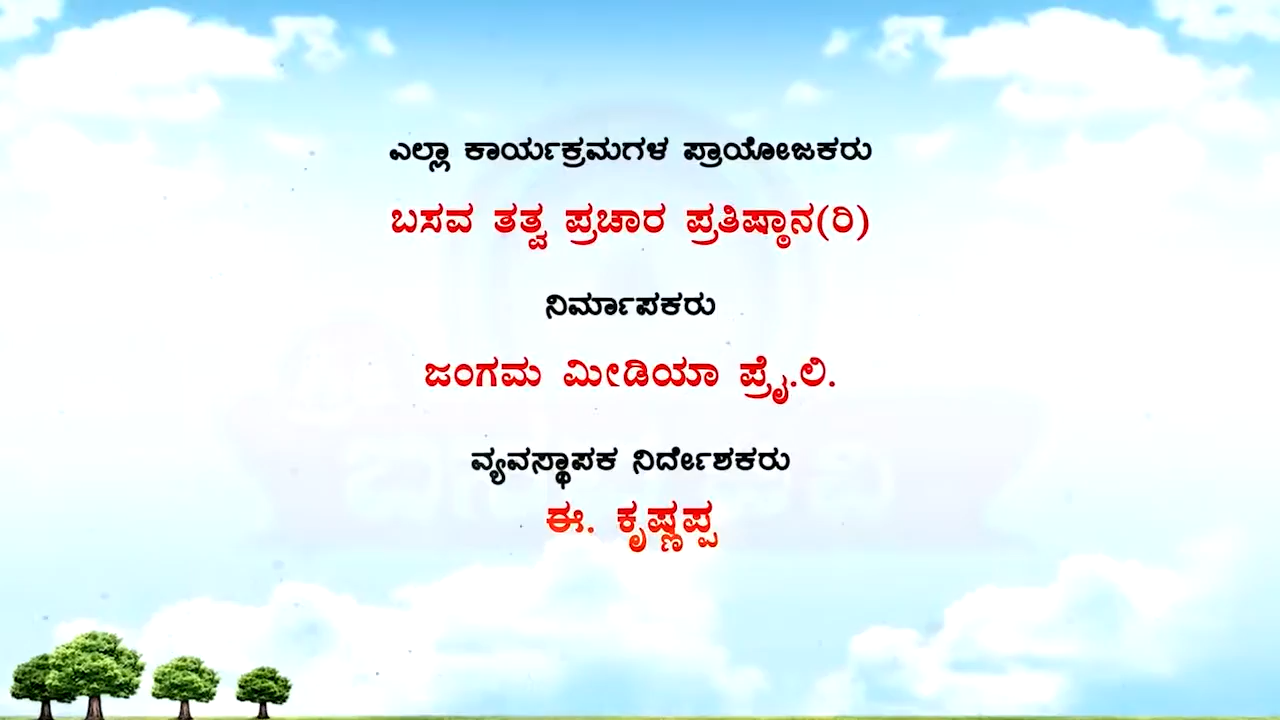 ಎಲ್ಲಾ ಕಾರ್ಯಕ್ರಮಗಳ ಪ್ರಾಯೋಜಕರು
ಬಸವ ತತ್ವ ಪ್ರಚಾರ ಪ್ರತಿಷ್ಠಾನ(ರಿ)
ನಿರ್ಮಾಪಕರು
ಜಂಗಮ ಮೀಡಿಯಾ ಪ್ರೈ.ಲಿ.
ವ್ಯವಸ್ಥಾಪಕ ನಿರ್ದೇಶಕರು
ಈ. ಕೃಷ್ಣಪ್ಪ